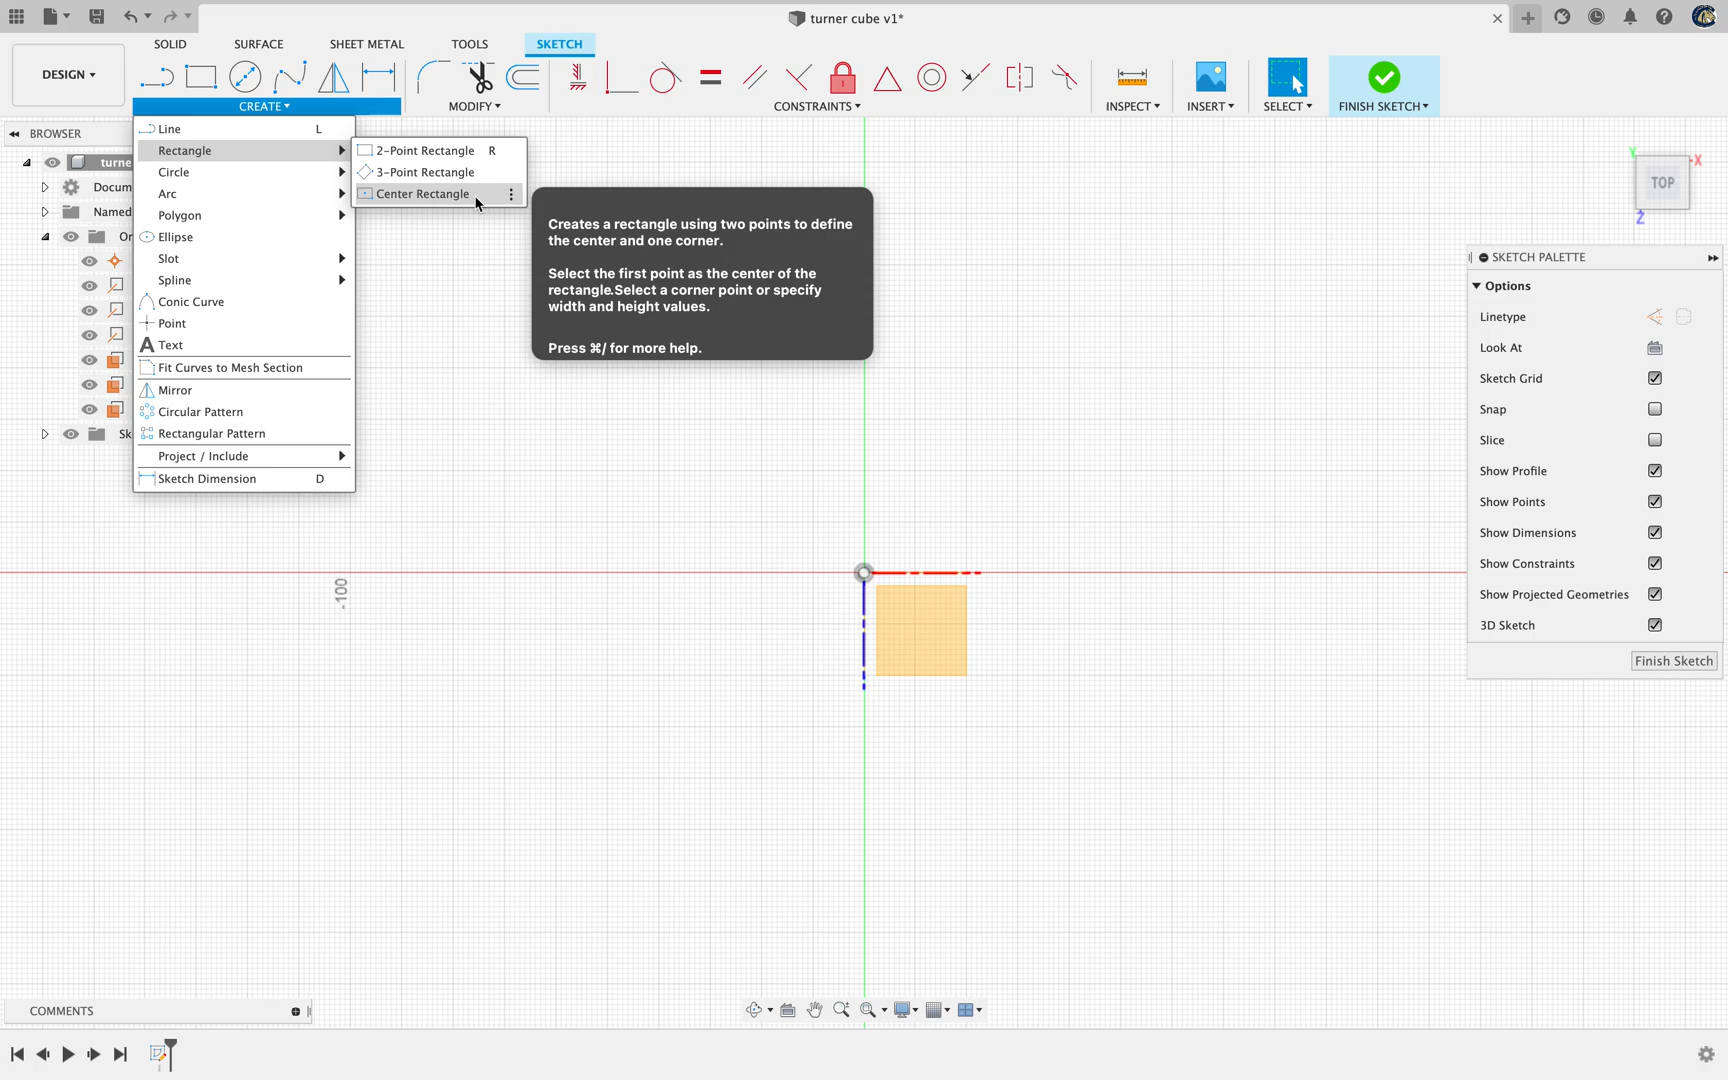 turner cube v1*
SOLID SURFACE SHEET METAL TOOLS SKETCH
DESIGN
CREATE MODIFY CONSTRAINTS INSPECT INSERT SELECT FINISH SKETCH
BROWSER
turne
Docum
Named
Or
Sk
Line L
Rectangle
Circle
Arc
Polygon
Ellipse
Slot
Spline
Conic Curve
Point
Text
Fit Curves to Mesh Section
Mirror
Circular Pattern
Rectangular Pattern
Project / Include
Sketch Dimension D
2-Point Rectangle R
3-Point Rectangle
Center Rectangle
Creates a rectangle using two points to define
the center and one corner.
Select the first point as the center of the
rectangle.Select a corner point or specify
width and height values.
Press ⌘/ for more help.
Y
X
TOP
Z
-100
SKETCH PALETTE
Options
Linetype
Look At
Sketch Grid
Snap
Slice
Show Profile
Show Points
Show Dimensions
Show Constraints
Show Projected Geometries
3D Sketch
Finish Sketch
COMMENTS